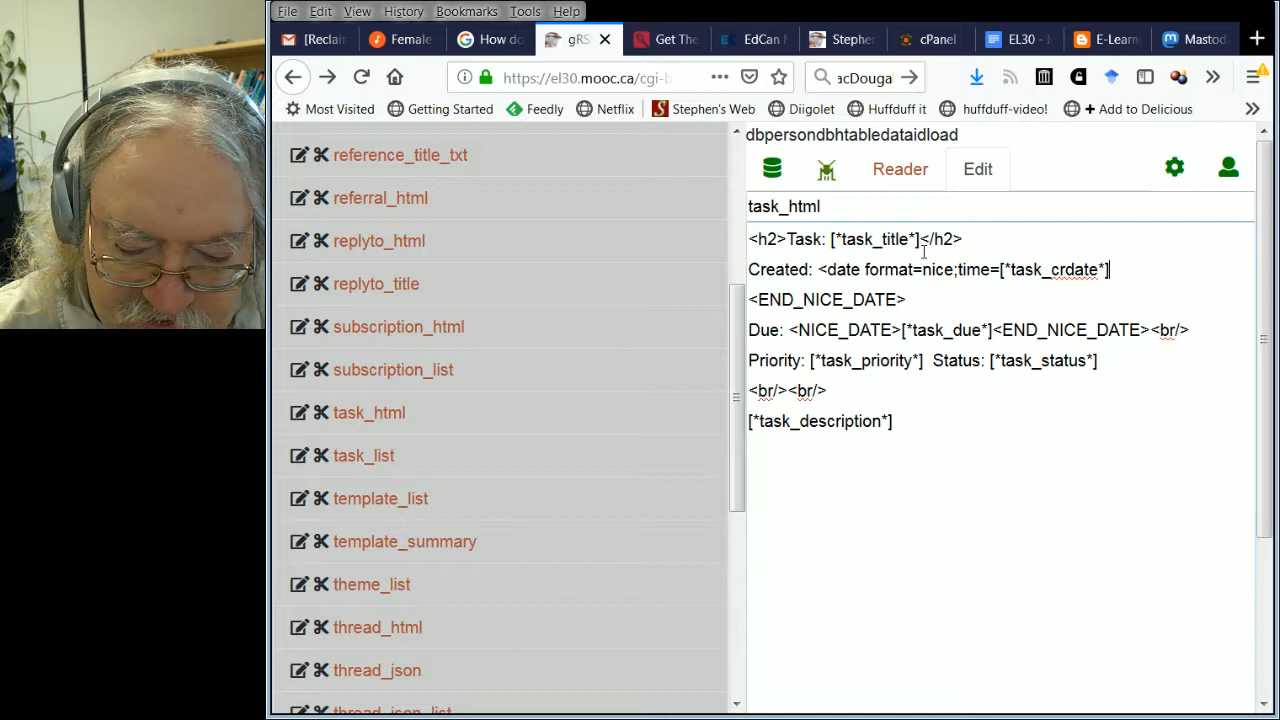 File Edit View History Bookmarks Tools Help
[Reclain Female How do gRS Get The EdCan Stephen cPanel EL30 - E-Learn Mastod
https://el30.mooc.ca/cgi-b acDouga
Most Visited Getting Started Feedly Netflix Stephen's Web Diigolet Huffduff it huffduff-video! + Add to Delicious
dbpersondbhtabledataidload
Reader Edit
reference_title_txt
referral_html
replyto_html
replyto_title
subscription_html
subscription_list
task_html
task_list
template_list
template_summary
theme_list
thread_html
thread_json
thread_json_list
task_html
<h2>Task: [*task_title*]</h2>
Created: <date format=nice;time=[*task_crdate*]
<END_NICE_DATE>
Due: <NICE_DATE>[*task_due*]<END_NICE_DATE><br/>
Priority: [*task_priority*] Status: [*task_status*]
<br/><br/>
[*task_description*]